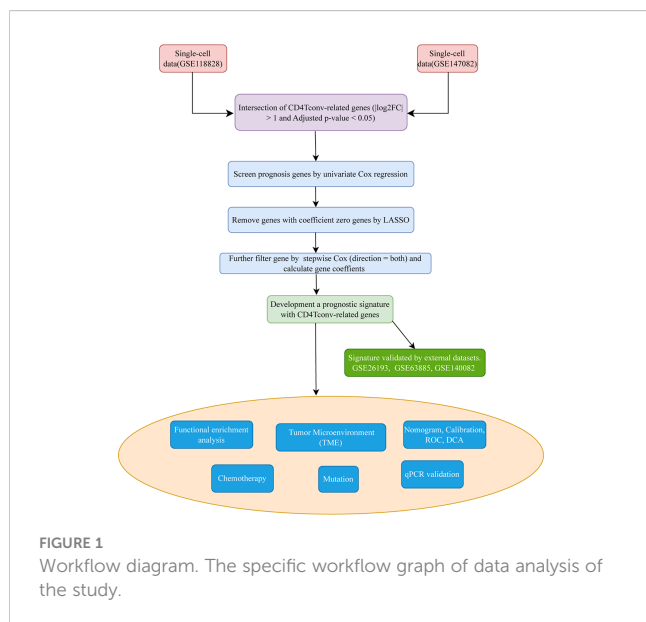 Single-cell
data(GSE118828)
Single-cell
data(GSE147082)
Intersection of CD4Tconv-related genes (|log2FC|
> 1 and Adjusted p-value < 0.05)
Screen prognosis genes by univariate Cox regression
Remove genes with coefficient zero genes by LASSO
Further filter gene by stepwise Cox (direction = both) and
calculate gene coeffients
Development a prognostic signature
with CD4Tconv-related genes
Signature validated by external datasets
GSE26193, GSE63885, GSE140082
Functional enrichment
analysis
Tumor Microenvironment
(TME)
Nomogram, Calibration,
ROC, DCA
Chemotherapy
Mutation
qPCR validation
FIGURE 1
Workflow diagram. The specific workflow graph of data analysis of
the study.